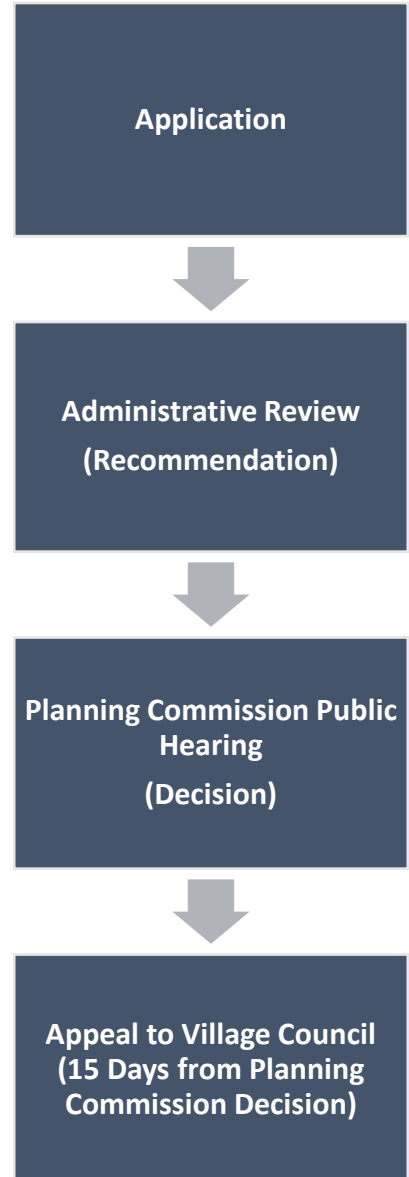 Application
Administrative Review
(Recommendation)
Planning Commission Public
Hearing
(Decision)
Appeal to Village Council
(15 Days from Planning
Commission Decision)